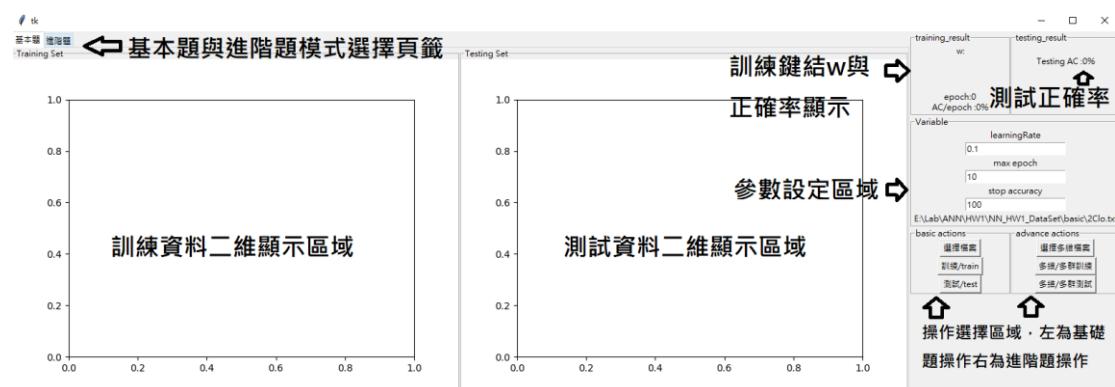 tk
基本題 進階題
基本題與進階題模式選擇頁籤
Training Set
Testing Set
1.0
0.8
0.6
0.4
0.2
0.0
0.0 0.2 0.4 0.6 0.8 1.0
訓練資料二維顯示區域
1.0
0.8
0.6
0.4
0.2
0.0
0.0 0.2 0.4 0.6 0.8 1.0
測試資料二維顯示區域
訓練鍵結w與
正確率顯示
training_result
w:
epoch:0
AC/epoch :0%
testing_result
Testing AC :0%
測試正確率
參數設定區域
Variable
learningRate
0.1
max epoch
10
stop accuracy
100
E:\Lab\ANN\HW1\NN_HW1_DataSet\basic\2Clo.txt
basic actions
選擇檔案
訓練/train
測試/test
advance actions
選擇多維檔案
多維/多群訓練
多維/多群測試
操作選擇區域，左為基礎
題操作右為進階題操作